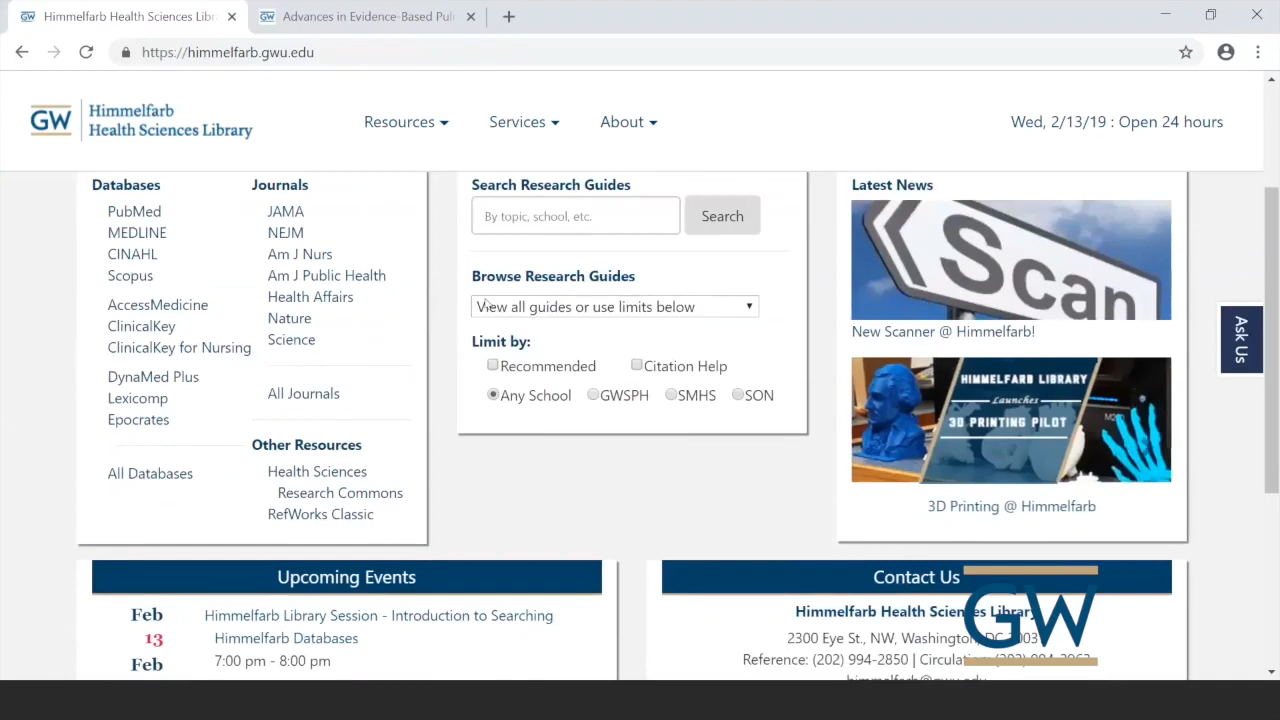 Himmelfarb Health Sciences Libr
Advances in Evidence-Based Pul
https://himmelfarb.gwu.edu
GW Himmelfarb
Health Sciences Library
Resources
Services
About
Wed, 2/13/19 : Open 24 hours
Databases
PubMed
MEDLINE
CINAHL
Scopus
AccessMedicine
ClinicalKey
ClinicalKey for Nursing
DynaMed Plus
Lexicomp
Epocrates
All Databases
Journals
JAMA
NEJM
Am J Nurs
Am J Public Health
Health Affairs
Nature
Science
All Journals
Other Resources
Health Sciences
Research Commons
RefWorks Classic
Search Research Guides
By topic, school, etc.
Search
Browse Research Guides
View all guides or use limits below
Limit by:
Recommended
Citation Help
Any School
GWSPH
SMHS
SON
Latest News
Scan
New Scanner @ Himmelfarb!
HIMMELFARB LIBRARY
Launches
3D PRINTING PILOT
3D Printing @ Himmelfarb
Ask Us
Upcoming Events
Feb
13
Himmelfarb Library Session - Introduction to Searching
Himmelfarb Databases
7:00 pm - 8:00 pm
Feb
Contact Us
Himmelfarb Health Sciences Library
2300 Eye St., NW, Washington, DC
Reference: (202) 994-2850 | Circulation:
himmelfarb@gwu.edu
GW